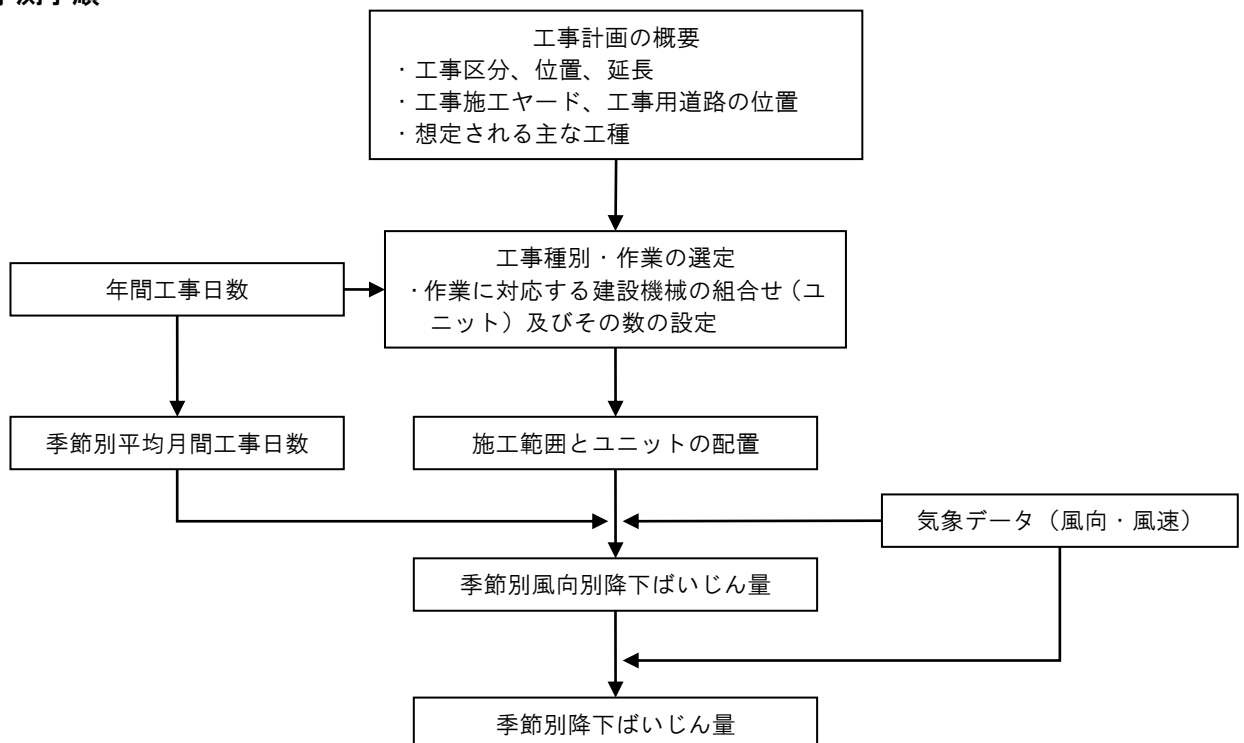 工事計画の概要
・工事区分、位置、延長
・工事施工ヤード、工事用道路の位置
・想定される主な工種
工事種別・作業の選定
・作業に対応する建設機械の組合せ（ユ
ニット）及びその数の設定
年間工事日数
季節別平均月間工事日数
施工範囲とユニットの配置
気象データ（風向・風速）
季節別風向別降下ばいじん量
季節別降下ばいじん量